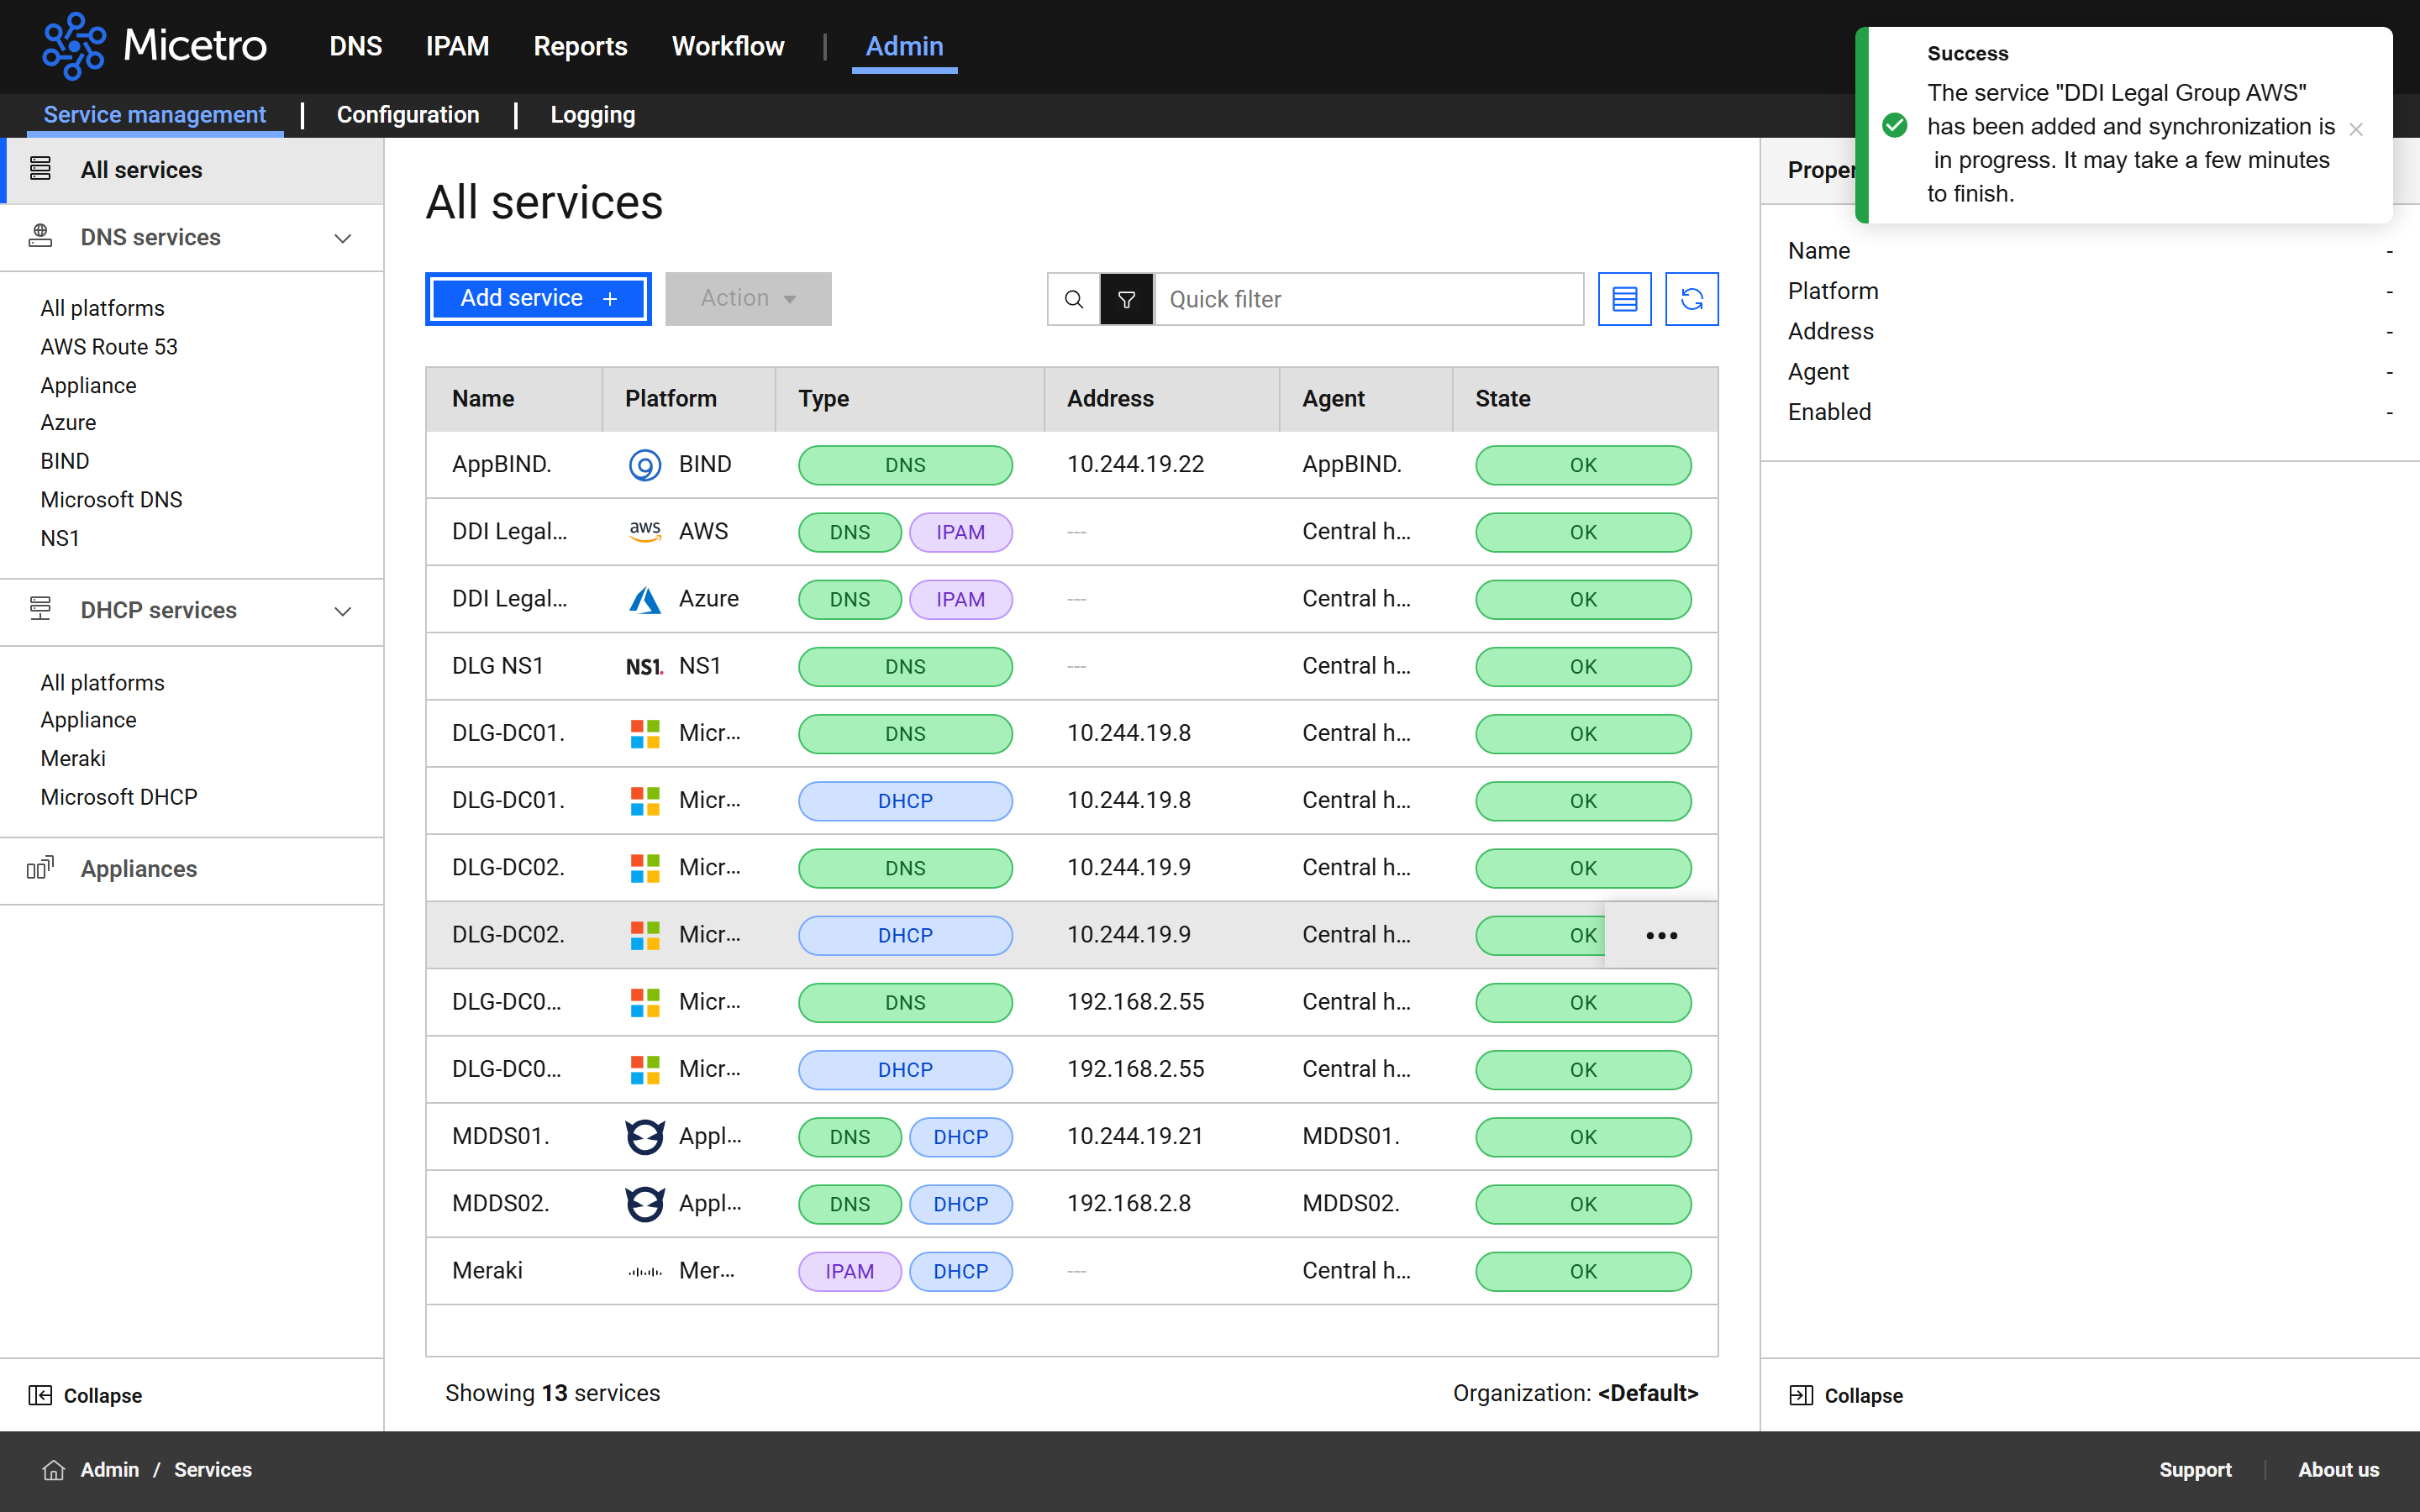 Micetro
DNS IPAM Reports Workflow | Admin
Service management | Configuration | Logging
Success
The service "DDI Legal Group AWS"
has been added and synchronization is
in progress. It may take a few minutes
to finish.
All services
DNS services
All platforms
AWS Route 53
Appliance
Azure
BIND
Microsoft DNS
NS1
DHCP services
All platforms
Appliance
Meraki
Microsoft DHCP
Appliances
Collapse
All services
Add service +
Action
Quick filter
Name Platform Type Address Agent State
AppBIND. BIND DNS 10.244.19.22 AppBIND. OK
DDI Legal... aws AWS DNS IPAM --- Central h... OK
DDI Legal... Azure DNS IPAM --- Central h... OK
DLG NS1 NS1. NS1 DNS --- Central h... OK
DLG-DC01. Micr... DNS 10.244.19.8 Central h... OK
DLG-DC01. Micr... DHCP 10.244.19.8 Central h... OK
DLG-DC02. Micr... DNS 10.244.19.9 Central h... OK
DLG-DC02. Micr... DHCP 10.244.19.9 Central h... OK
DLG-DC0... Micr... DNS 192.168.2.55 Central h... OK
DLG-DC0... Micr... DHCP 192.168.2.55 Central h... OK
MDDS01. Appl... DNS DHCP 10.244.19.21 MDDS01. OK
MDDS02. Appl... DNS DHCP 192.168.2.8 MDDS02. OK
Meraki Mer... IPAM DHCP --- Central h... OK
Showing 13 services
Organization: <Default>
Proper
Name -
Platform -
Address -
Agent -
Enabled -
Collapse
Admin / Services
Support | About us